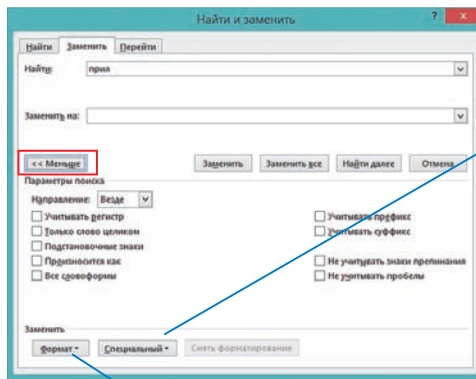 Найти и заменить ? x
Найти Заменить Перейти
Найти: прил
Заменить на:
<< Меньше Заменить Заменить все Найти далее Отмена
Параметры поиска
Направление: Везде
Учитывать регистр Учитывать префикс
Только слово целиком Учитывать суффикс
Подстановочные знаки
Произносится как Не учитывать знаки препинания
Все словоформы Не учитывать пробелы
Заменить
Формат Специальный Снять форматирование